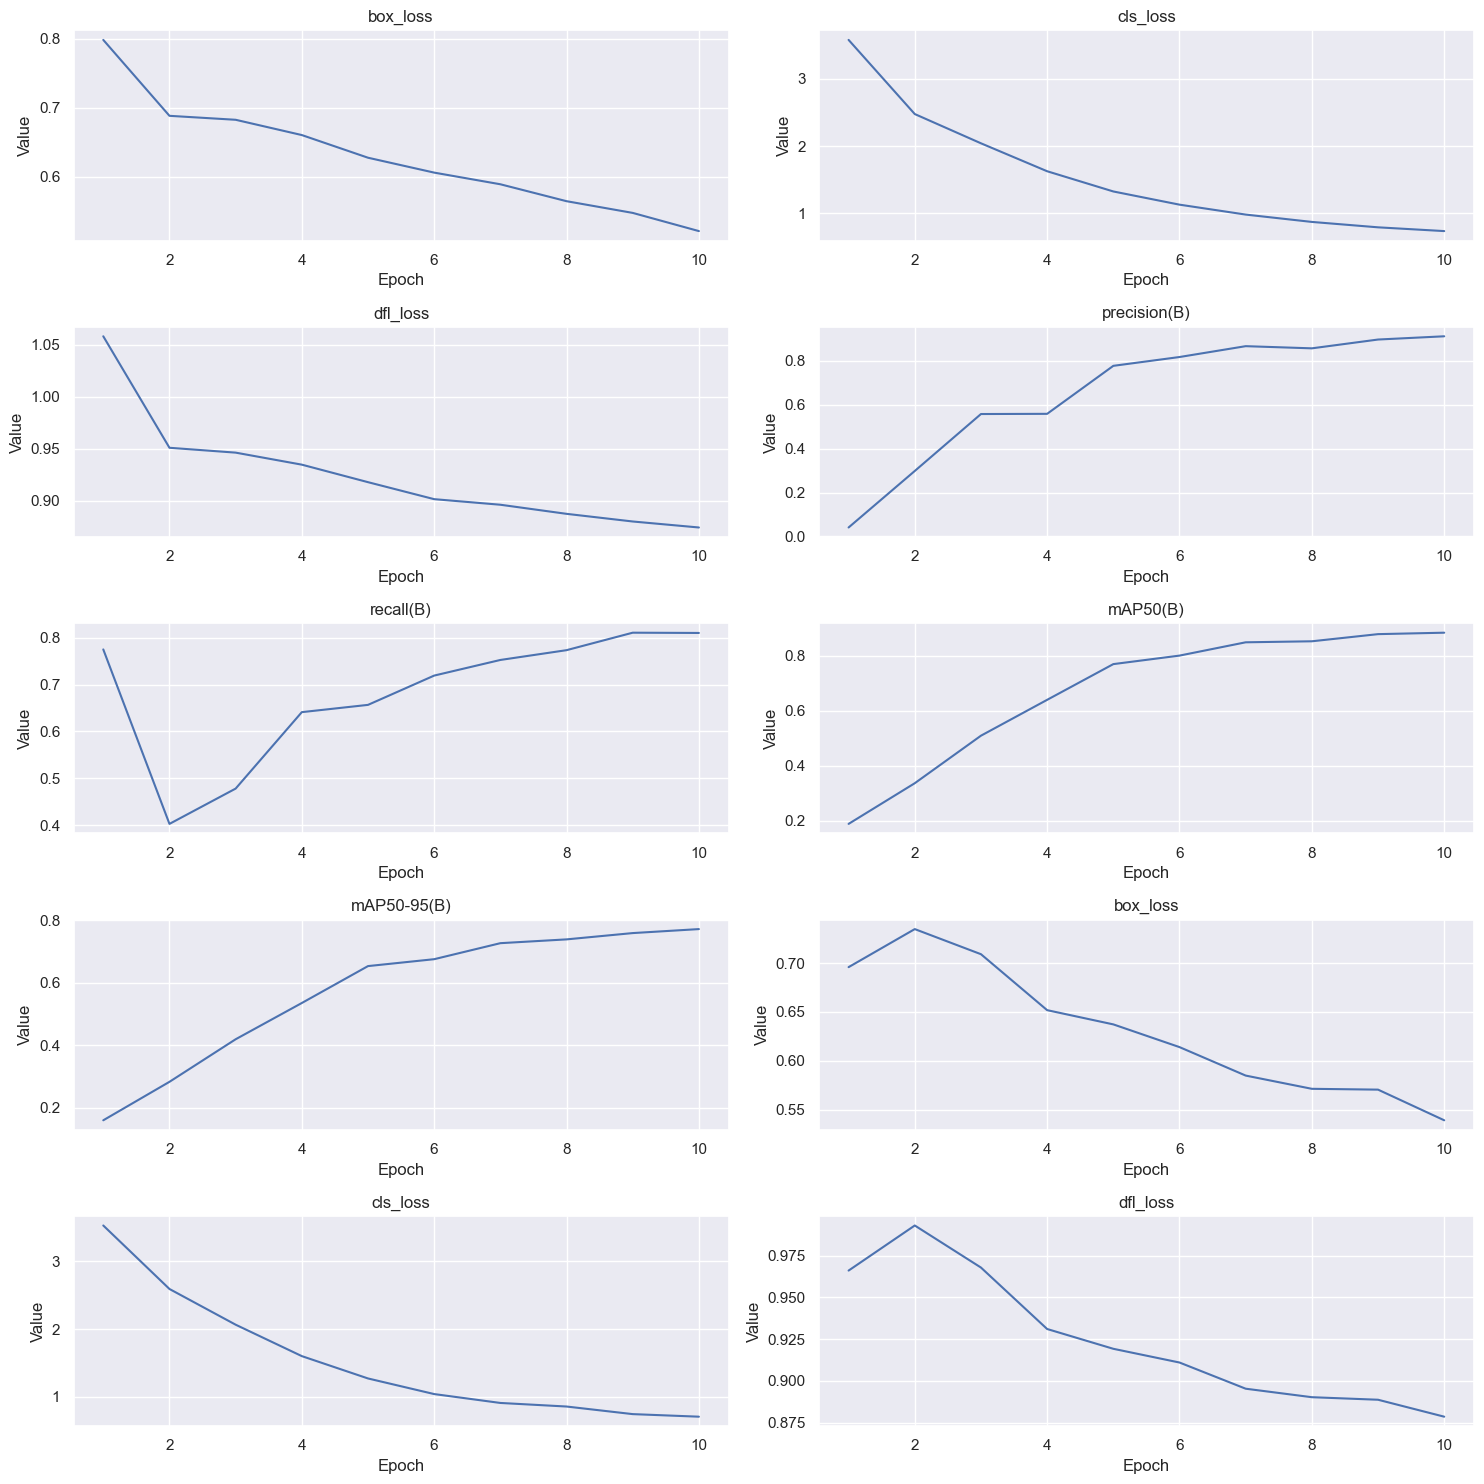 box_loss
0.8
0.7
0.6
Value
2 4 6 8 10
Epoch
cls_loss
3
2
1
Value
2 4 6 8 10
Epoch
dfl_loss
1.05
1.00
0.95
0.90
Value
2 4 6 8 10
Epoch
precision(B)
0.8
0.6
0.4
0.2
0.0
Value
2 4 6 8 10
Epoch
recall(B)
0.8
0.7
0.6
0.5
0.4
Value
2 4 6 8 10
Epoch
mAP50(B)
0.8
0.6
0.4
0.2
Value
2 4 6 8 10
Epoch
mAP50-95(B)
0.8
0.6
0.4
0.2
Value
2 4 6 8 10
Epoch
box_loss
0.70
0.65
0.60
0.55
Value
2 4 6 8 10
Epoch
cls_loss
3
2
1
Value
2 4 6 8 10
Epoch
dfl_loss
0.975
0.950
0.925
0.900
0.875
Value
2 4 6 8 10
Epoch